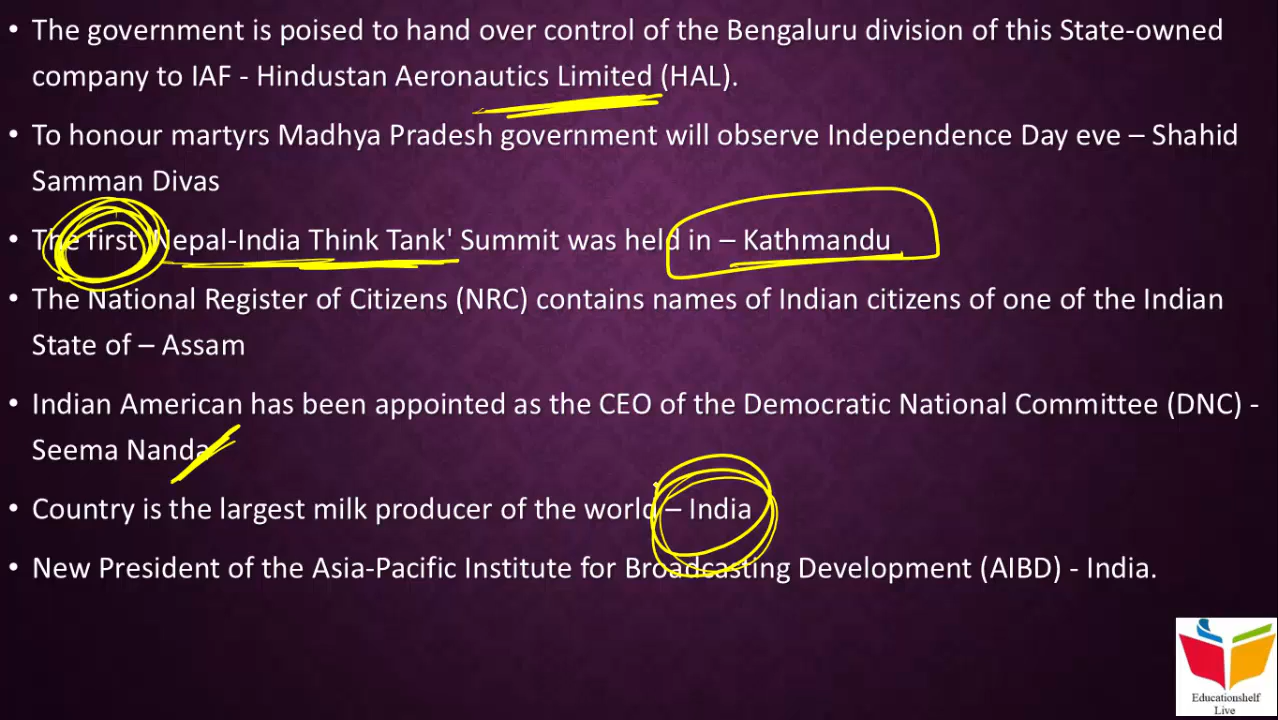 • The government is poised to hand over control of the Bengaluru division of this State-owned
company to IAF - Hindustan Aeronautics Limited (HAL).
• To honour martyrs Madhya Pradesh government will observe Independence Day eve – Shahid
Samman Divas
• The first 'Nepal-India Think Tank' Summit was held in – Kathmandu
• The National Register of Citizens (NRC) contains names of Indian citizens of one of the Indian
State of – Assam
• Indian American has been appointed as the CEO of the Democratic National Committee (DNC) -
Seema Nanda
• Country is the largest milk producer of the world – India
• New President of the Asia-Pacific Institute for Broadcasting Development (AIBD) - India.
Educationshelf
Live